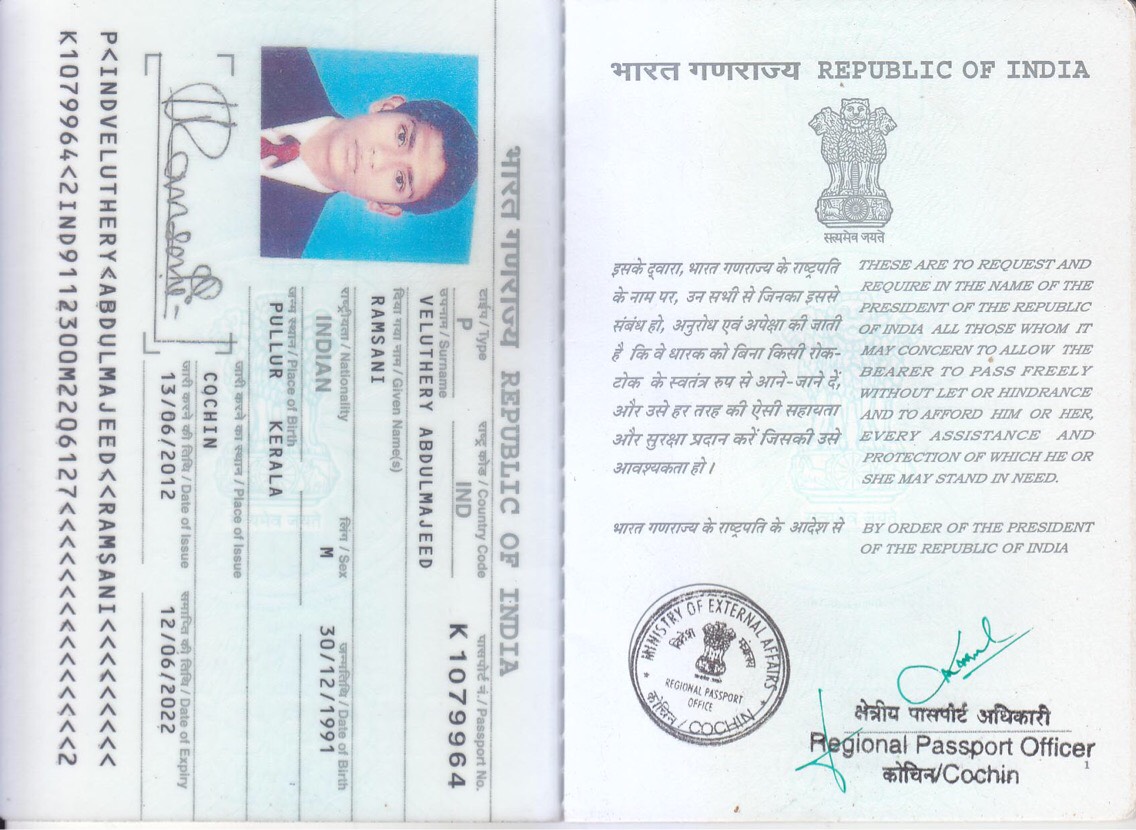 भारत गणराज्य REPUBLIC OF INDIA
टाईप / Type
राष्ट्र कोड / Country Code
पासपोर्ट नं. / Passport No.
P
IND
K 1079964
उपनाम / Surname
VELUTHERY ABDULMAJEED
दिया गया नाम / Given Name(s)
RAMSANI
राष्ट्रीयता / Nationality
लिंग / Sex
जन्मतिथि / Date of Birth
INDIAN
M
30/12/1991
जन्म स्थान / Place of Birth
PULLUR KERALA
जारी करने का स्थान / Place of Issue
COCHIN
जारी करने की तिथि / Date of Issue
समाप्ति की तिथि / Date of Expiry
13/06/2012
12/06/2022
P<INDVELUTHERY<ABDULMAJEED<<RAMSANI<<<<<<<<<
K1079964<2IND9112300M2206127<<<<<<<<<<<<<<<2
भारत गणराज्य REPUBLIC OF INDIA
सत्यमेव जयते
इसके द्वारा, भारत गणराज्य के राष्ट्रपति
के नाम पर, उन सभी से जिनका इससे
संबंध हो, अनुरोध एवं अपेक्षा की जाती
है कि वे धारक को बिना किसी रोक-
टोक के स्वतंत्र रुप से आने-जाने दें,
और उसे हर तरह की ऐसी सहायता
और सुरक्षा प्रदान करें जिसकी उसे
आवश्यकता हो।
THESE ARE TO REQUEST AND
REQUIRE IN THE NAME OF THE
PRESIDENT OF THE REPUBLIC
OF INDIA ALL THOSE WHOM IT
MAY CONCERN TO ALLOW THE
BEARER TO PASS FREELY
WITHOUT LET OR HINDRANCE
AND TO AFFORD HIM OR HER,
EVERY ASSISTANCE AND
PROTECTION OF WHICH HE OR
SHE MAY STAND IN NEED.
भारत गणराज्य के राष्ट्रपति के आदेश से
BY ORDER OF THE PRESIDENT
OF THE REPUBLIC OF INDIA
MINISTRY OF EXTERNAL AFFAIRS
REGIONAL PASSPORT
OFFICE
कोचिन / COCHIN
क्षेत्रीय पासपोर्ट अधिकारी
Regional Passport Officer
कोचिन/Cochin
1